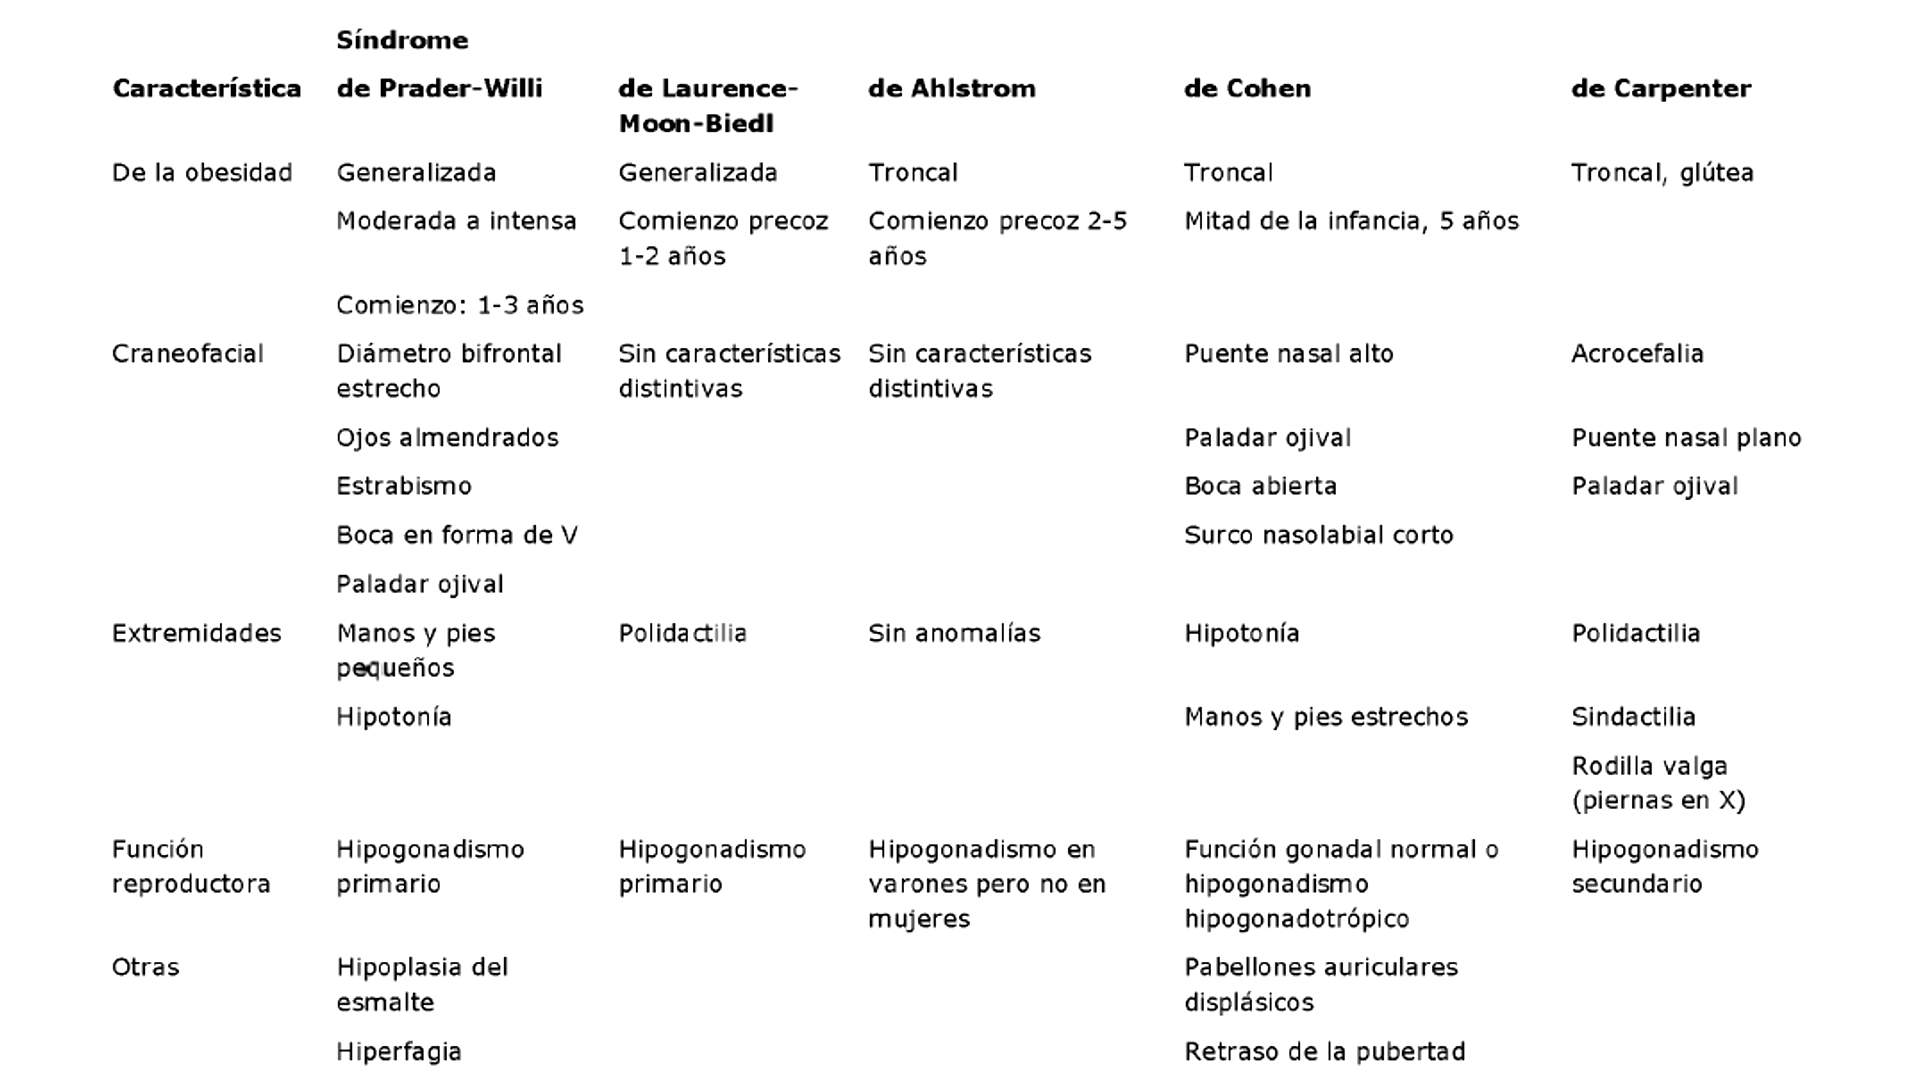 Síndrome
Característica de Prader-Willi de Laurence- de Ahlstrom de Cohen de Carpenter
Moon-Biedl
De la obesidad Generalizada Generalizada Troncal Troncal Troncal, glútea
Moderada a intensa Comienzo precoz Comienzo precoz 2-5 Mitad de la infancia, 5 años
1-2 años años
Comienzo: 1-3 años
Craneofacial Diámetro bifrontal Sin características Sin características Puente nasal alto Acrocefalia
estrecho distintivas distintivas
Ojos almendrados Paladar ojival Puente nasal plano
Estrabismo Boca abierta Paladar ojival
Boca en forma de V Surco nasolabial corto
Paladar ojival
Extremidades Manos y pies Polidactilia Sin anomalías Hipotonía Polidactilia
pequeños
Hipotonía Manos y pies estrechos Sindactilia
Rodilla valga
(piernas en X)
Función Hipogonadismo Hipogonadismo Hipogonadismo en Función gonadal normal o Hipogonadismo
reproductora primario primario varones pero no en hipogonadismo secundario
mujeres hipogonadotrópico
Otras Hipoplasia del Pabellones auriculares
esmalte displásicos
Hiperfagia Retraso de la pubertad